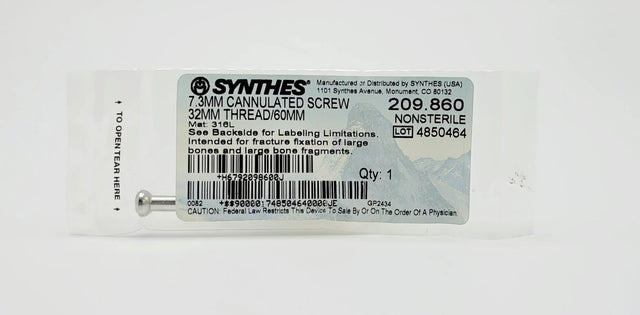 SYNTHES®
Manufactured or Distributed by SYNTHES (USA)
1101 Synthes Avenue, Monument, CO 80132
7.3MM CANNULATED SCREW
32MM THREAD/60MM
209.860
Mat: 316L
NONSTERILE
LOT 4850464
See Backside for Labeling Limitations.
Intended for fracture fixation of large
bones and large bone fragments.
+H6792098600J
Qty: 1
0082
+$$900001748504640000JE
GP2434
CAUTION: Federal Law Restricts This Device To Sale By Or On The Order Of A Physician.
↑ TO OPEN TEAR HERE ↑